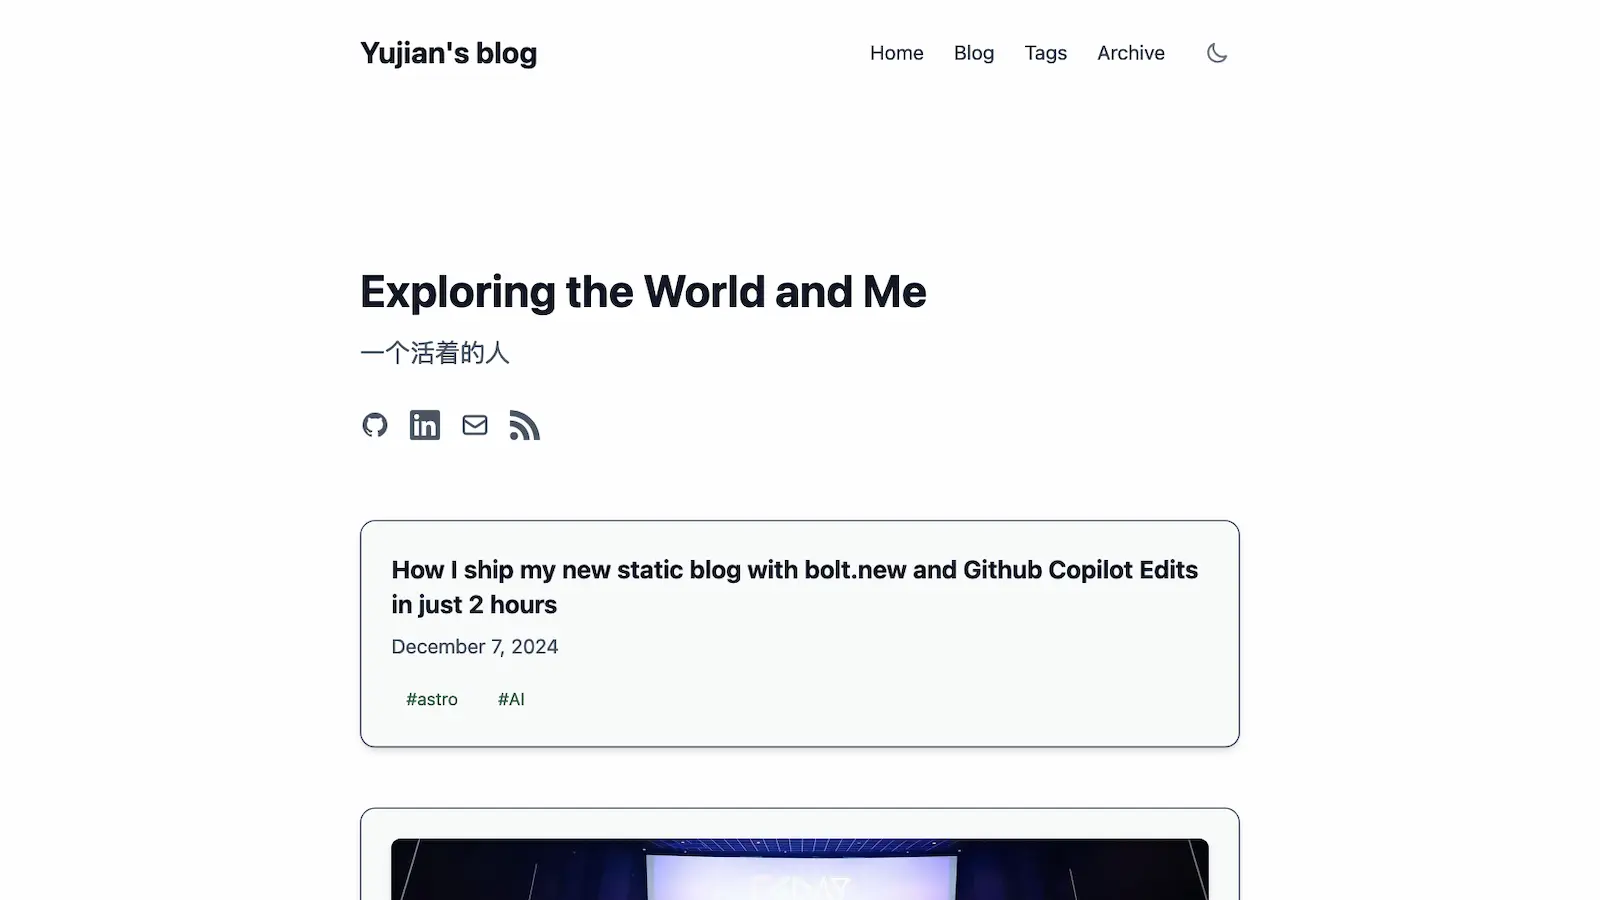 Yujian's blog
Home Blog Tags Archive
Exploring the World and Me
一个活着的人
in
How I ship my new static blog with bolt.new and Github Copilot Edits
in just 2 hours
December 7, 2024
#astro #AI